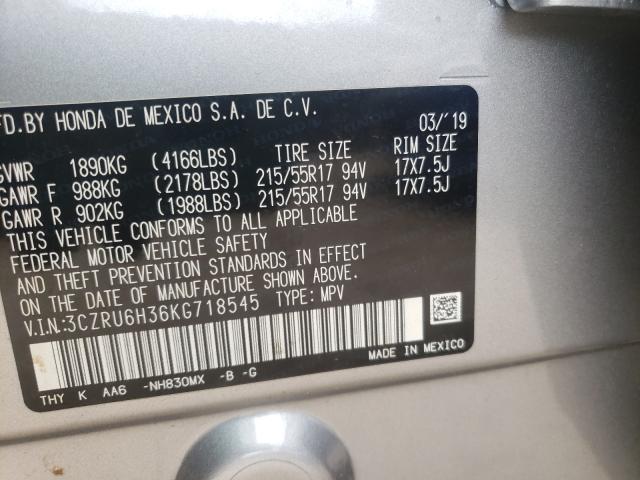 FD.BY HONDA DE MEXICO S.A. DE C.V.
03/'19
GVWR 1890KG (4166LBS) TIRE SIZE RIM SIZE
GAWR F 988KG (2178LBS) 215/55R17 94V 17X7.5J
GAWR R 902KG (1988LBS) 215/55R17 94V 17X7.5J
THIS VEHICLE CONFORMS TO ALL APPLICABLE
FEDERAL MOTOR VEHICLE SAFETY
AND THEFT PREVENTION STANDARDS IN EFFECT
ON THE DATE OF MANUFACTURE SHOWN ABOVE.
V.I.N:3CZRU6H36KG718545 TYPE: MPV
MADE IN MEXICO
THY K AA6 -NH830MX -B -G